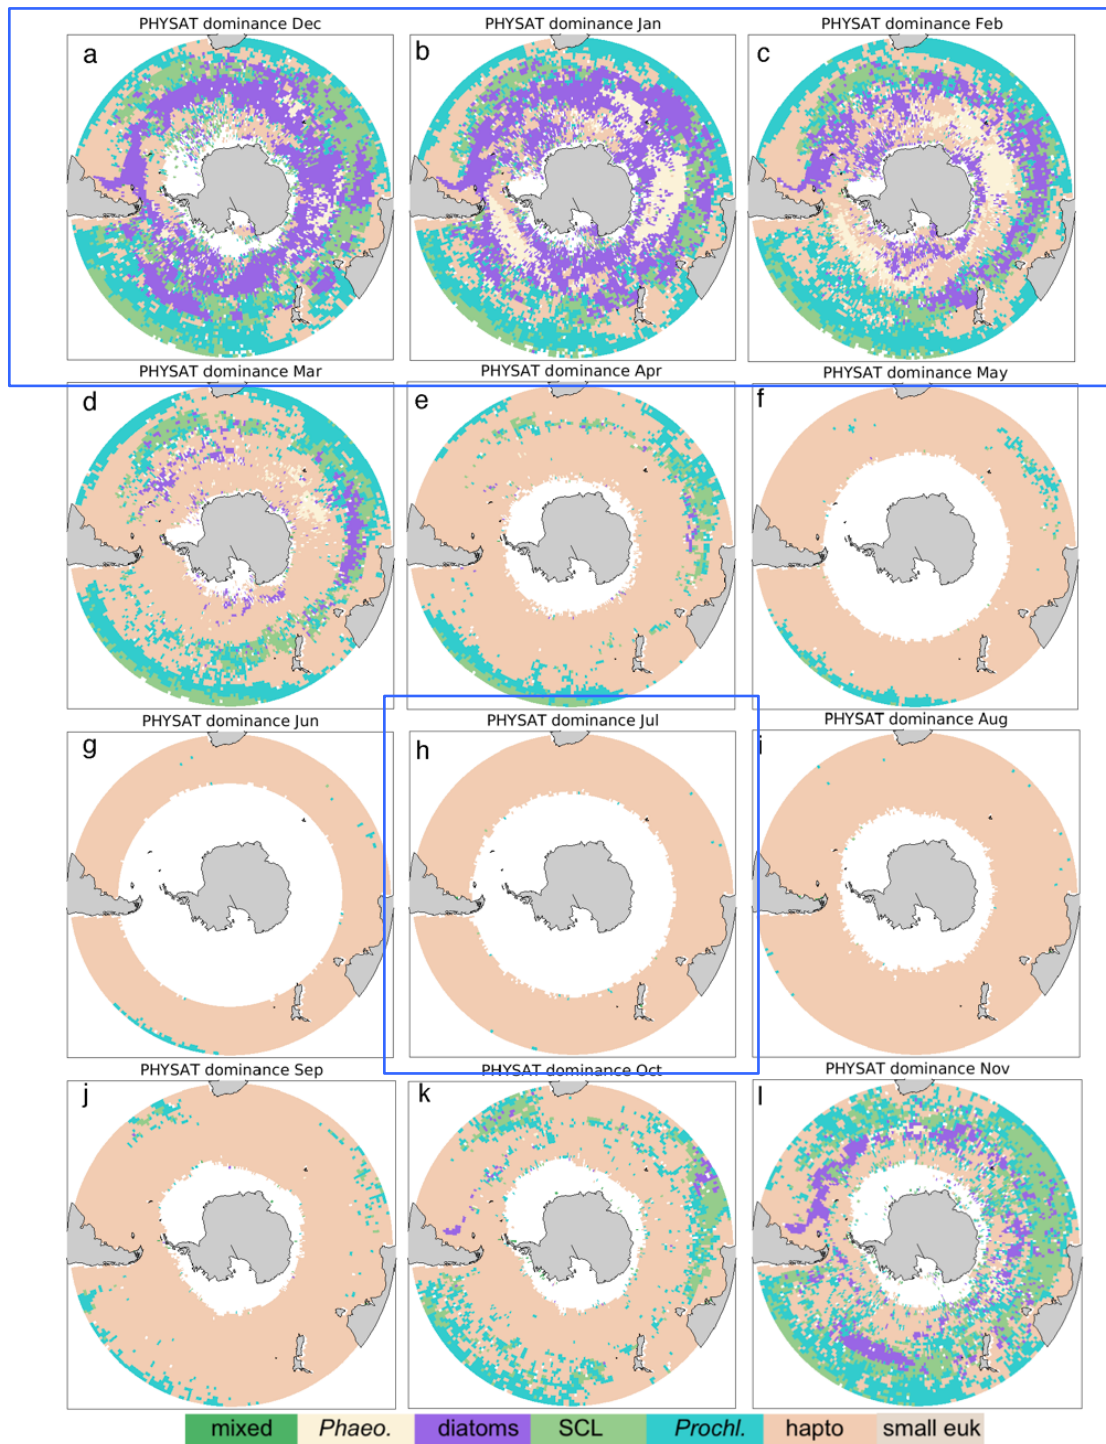 PHYSAT dominance Dec
PHYSAT dominance Jan
PHYSAT dominance Feb
a
b
c
PHYSAT dominance Mar
PHYSAT dominance Apr
PHYSAT dominance May
d
e
f
PHYSAT dominance Jun
PHYSAT dominance Jul
PHYSAT dominance Aug
g
h
i
PHYSAT dominance Sep
PHYSAT dominance Oct
PHYSAT dominance Nov
j
k
l
mixed
Phaeo.
diatoms
SCL
Prochl.
hapto
small euk